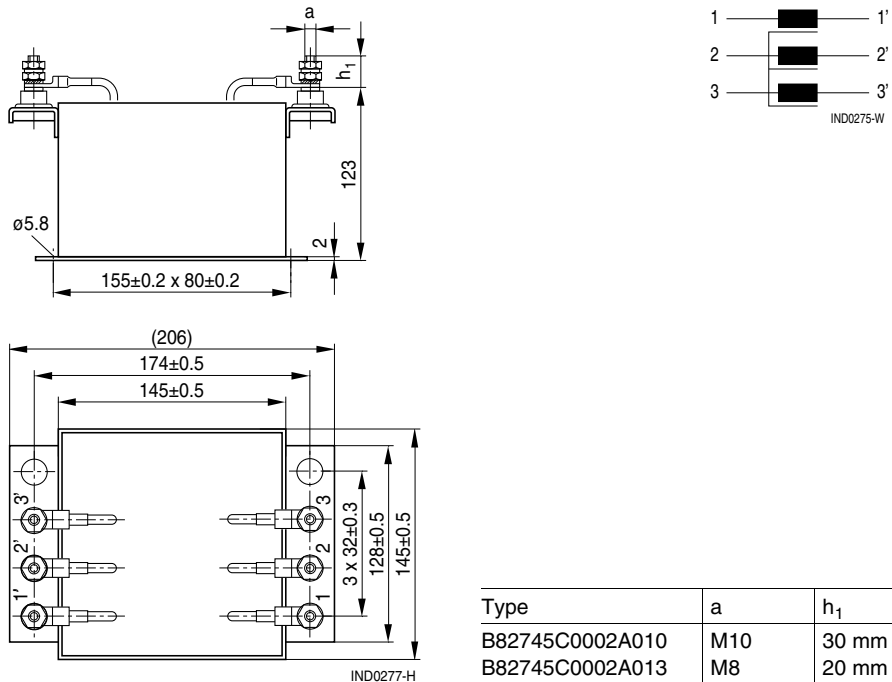 a
h1
123
2
ø5.8
155±0.2 x 80±0.2
1 1'
2 2'
3 3'
IND0275-W
(206)
174±0.5
145±0.5
3' 3
2' 2
1' 1
3 x 32±0.3
128±0.5
145±0.5
IND0277-H
Type a h1
B82745C0002A010 M10 30 mm
B82745C0002A013 M8 20 mm